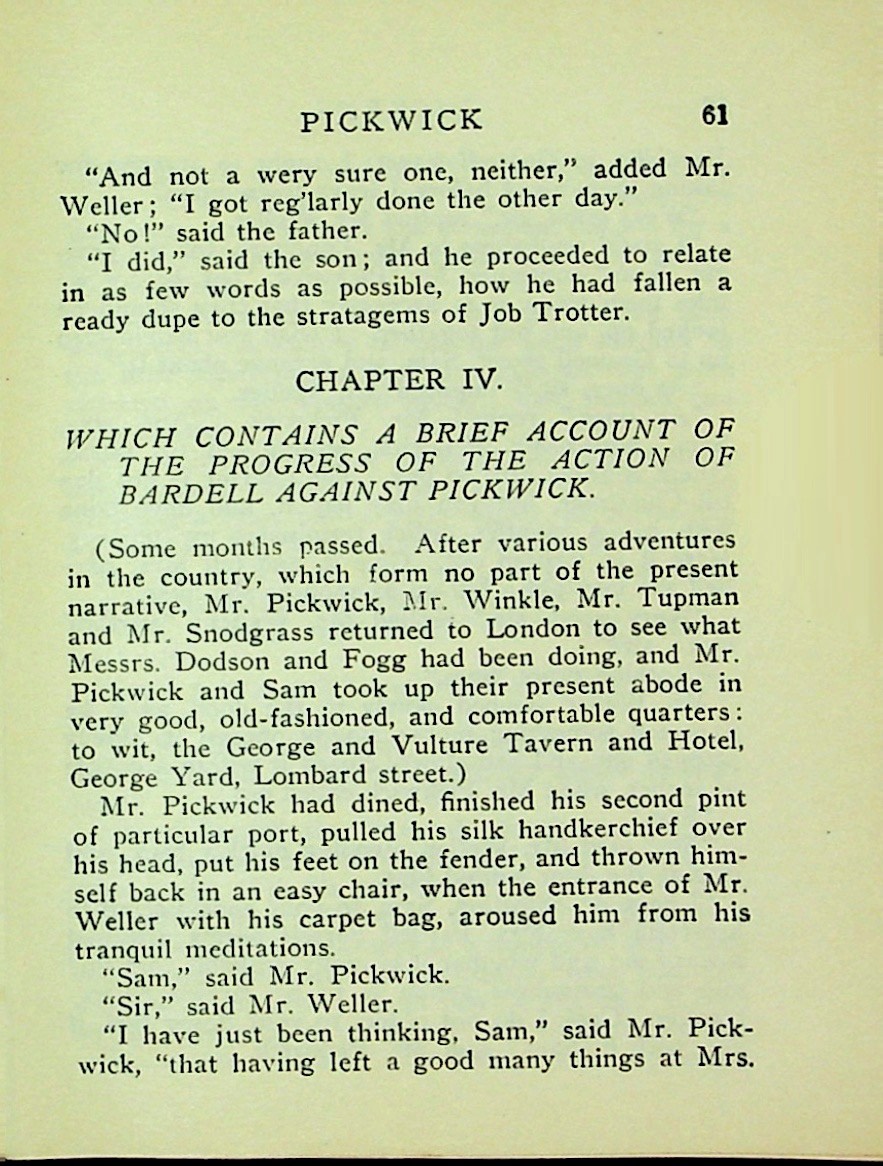 PICKWICK 61
“And not a wery sure one, neither,” added Mr.
Weller; “I got reg’larly done the other day.”
“No!” said the father.
“I did,” said the son; and he proceeded to relate
in as few words as possible, how he had fallen a
ready dupe to the stratagems of Job Trotter.
CHAPTER IV.
WHICH CONTAINS A BRIEF ACCOUNT OF
THE PROGRESS OF THE ACTION OF
BARDELL AGAINST PICKWICK.
(Some months passed. After various adventures
in the country, which form no part of the present
narrative, Mr. Pickwick, Mr. Winkle, Mr. Tupman
and Mr. Snodgrass returned to London to see what
Messrs. Dodson and Fogg had been doing, and Mr.
Pickwick and Sam took up their present abode in
very good, old-fashioned, and comfortable quarters:
to wit, the George and Vulture Tavern and Hotel,
George Yard, Lombard street.)
Mr. Pickwick had dined, finished his second pint
of particular port, pulled his silk handkerchief over
his head, put his feet on the fender, and thrown him-
self back in an easy chair, when the entrance of Mr.
Weller with his carpet bag, aroused him from his
tranquil meditations.
“Sam,” said Mr. Pickwick.
“Sir,” said Mr. Weller.
“I have just been thinking, Sam,” said Mr. Pick-
wick, “that having left a good many things at Mrs.